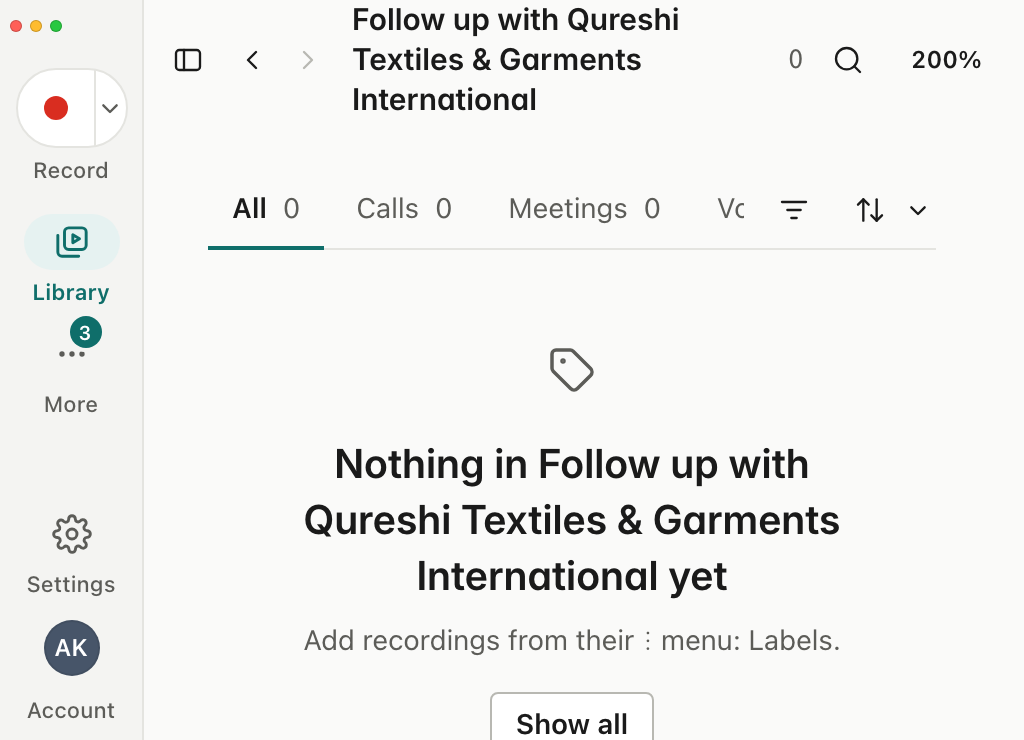 Follow up with Qureshi
Textiles & Garments
International
0
200%
Record
Library
3
More
Settings
AK
Account
All 0
Calls 0
Meetings 0
Nothing in Follow up with
Qureshi Textiles & Garments
International yet
Add recordings from their ⋮ menu: Labels.
Show all